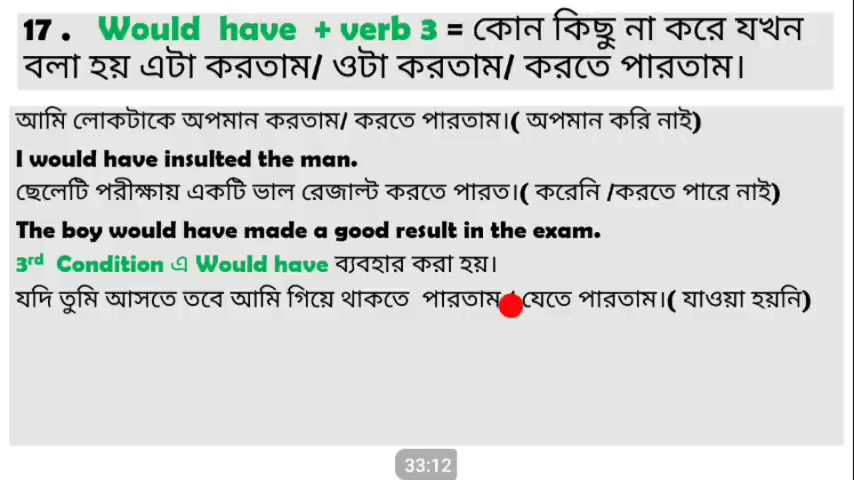 17 . Would have + verb 3 = কোন কিছু না করে যখন
বলা হয় এটা করতাম/ ওটা করতাম/ করতে পারতাম।
আমি লোকটাকে অপমান করতাম/ করতে পারতাম।( অপমান করি নাই)
I would have insulted the man.
ছেলেটি পরীক্ষায় একটি ভাল রেজাল্ট করতে পারত।( করেনি /করতে পারে নাই)
The boy would have made a good result in the exam.
3rd Condition এ Would have ব্যবহার করা হয়।
যদি তুমি আসতে তবে আমি গিয়ে থাকতে পারতাম / যেতে পারতাম।( যাওয়া হয়নি)
33:12